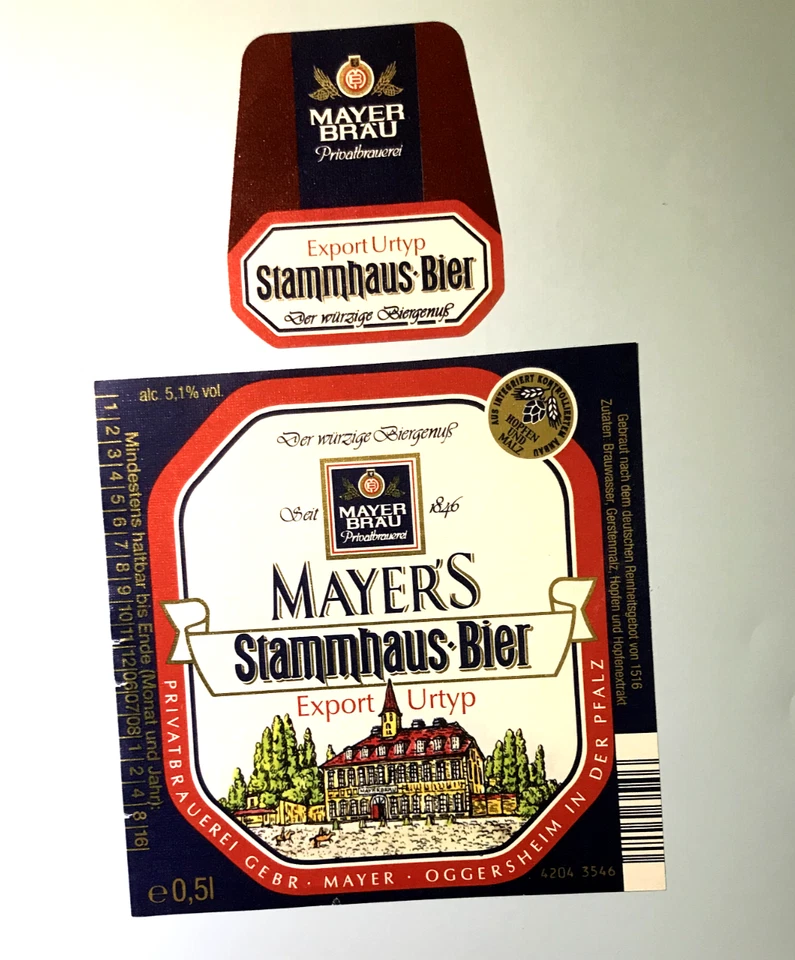 MAYER
BRÄU
Privatbrauerei
Export Urtyp
Stammhaus·Bier
Der würzige Biergenuß
alc. 5,1% vol.
AUS INTEGRIERT KONTROLLIERTEM ANBAU
HOPFEN
UND
MALZ
Der würzige Biergenuß
Seit 1846
MAYER
BRÄU
Privatbrauerei
MAYER'S
Stammhaus·Bier
Export Urtyp
PRIVATBRAUEREI GEBR · MAYER · OGGERSHEIM IN DER PFALZ
Mindestens haltbar bis Ende (Monat und Jahr):
1 2 3 4 5 6 7 8 9 10 11 12 06 07 08 1 2 4 8 16
Gebraut nach dem deutschen Reinheitsgebot von 1516
Zutaten: Brauwasser, Gerstenmalz, Hopfen und Hopfenextrakt
e 0,5l
4204 3546